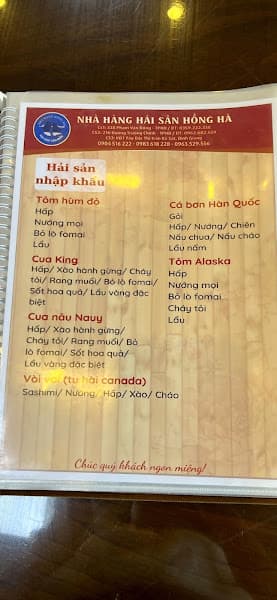 NHÀ HÀNG HẢI SẢN HỒNG HÀ
Hải sản
nhập khẩu
Tôm hùm đỏ
Hấp
Nướng mọi
Bỏ lò fomai
Lẩu
Cua King
Hấp/ Xào hành gừng/ Cháy
tỏi/ Rang muối/ Bỏ lò fomai/
Sốt hoa quả/ Lẩu vàng đặc
biệt
Cua nâu Nauy
Hấp/ Xào hành gừng/
Cháy tỏi/ Rang muối/ Bỏ
lò fomai/ Sốt hoa quả/
Lẩu vàng đặc biệt
Vòi voi (tu hài canada)
Sashimi/ Nướng/ Hấp/ Xào/ Cháo
Cá bơn Hàn Quốc
Gỏi
Hấp/ Nướng/ Chiên
Nấu chua/ Nấu cháo
Lẩu nấm
Tôm Alaska
Hấp
Nướng mọi
Bỏ lò fomai
Cháy tỏi
Lẩu
Chúc quý khách ngon miệng!